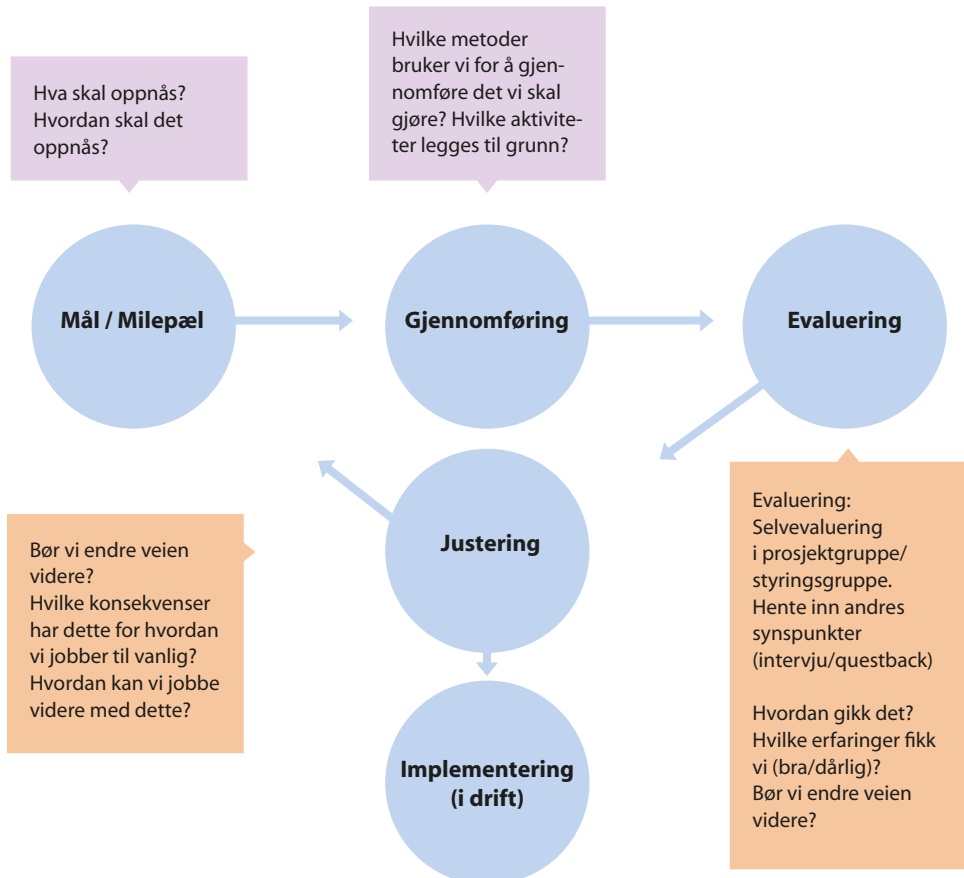 Hva skal oppnås?
Hvordan skal det
oppnås?
Hvilke metoder
bruker vi for å gjen-
nomføre det vi skal
gjøre? Hvilke aktivite-
ter legges til grunn?
Mål / Milepæl
Gjennomføring
Evaluering
Bør vi endre veien
videre?
Hvilke konsekvenser
har dette for hvordan
vi jobber til vanlig?
Hvordan kan vi jobbe
videre med dette?
Justering
Evaluering:
Selvevaluering
i prosjektgruppe/
styringsgruppe.
Hente inn andres
synspunkter
(intervju/questback)
Hvordan gikk det?
Hvilke erfaringer fikk
vi (bra/dårlig)?
Bør vi endre veien
videre?
Implementering
(i drift)